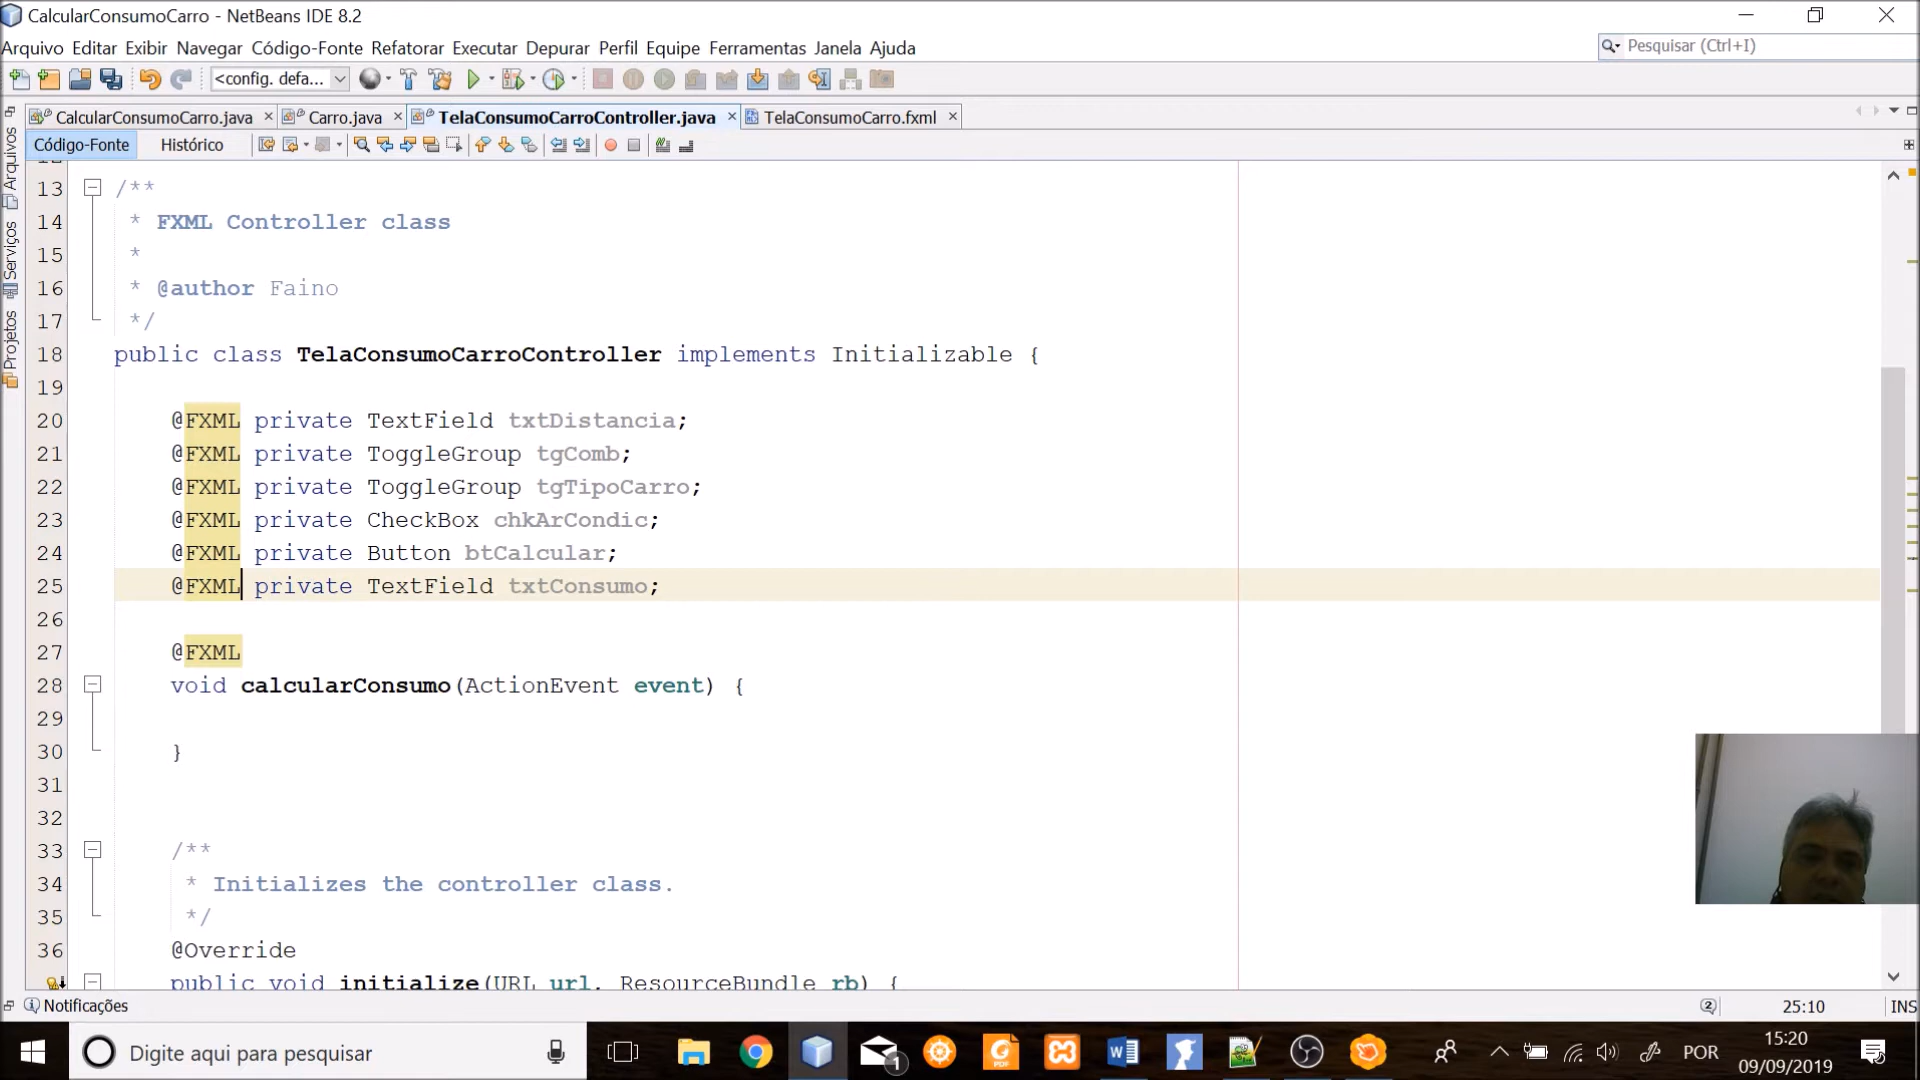 CalcularConsumoCarro - NetBeans IDE 8.2
Arquivo Editar Exibir Navegar Código-Fonte Refatorar Executar Depurar Perfil Equipe Ferramentas Janela Ajuda
Pesquisar (Ctrl+I)
<config. defa...
CalcularConsumoCarro.java
Carro.java
TelaConsumoCarroController.java
TelaConsumoCarro.fxml
Código-Fonte Histórico
Arquivos
Serviços
Projetos
13 /**
14 * FXML Controller class
15 *
16 * @author Faino
17 */
18 public class TelaConsumoCarroController implements Initializable {
19
20 @FXML private TextField txtDistancia;
21 @FXML private ToggleGroup tgComb;
22 @FXML private ToggleGroup tgTipoCarro;
23 @FXML private CheckBox chkArCondic;
24 @FXML private Button btCalcular;
25 @FXML private TextField txtConsumo;
26
27 @FXML
28 void calcularConsumo(ActionEvent event) {
29
30 }
31
32
33 /**
34 * Initializes the controller class.
35 */
36 @Override
public void initialize(URL url, ResourceBundle rb) {
Notificações
2
25:10
INS
Digite aqui para pesquisar
1
POR
15:20
09/09/2019